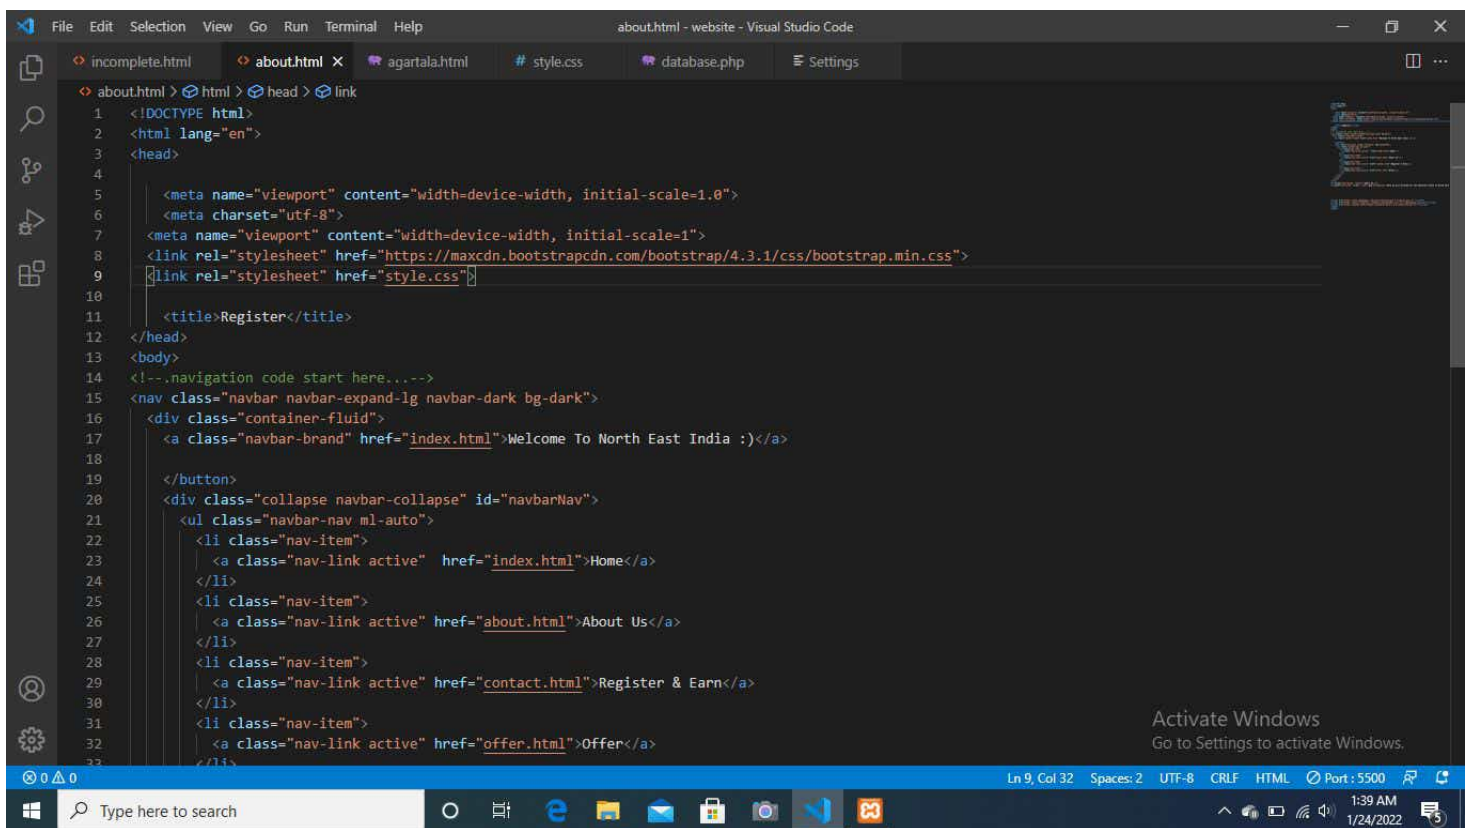 File Edit Selection View Go Run Terminal Help about.html - website - Visual Studio Code
incomplete.html about.html agartala.html # style.css database.php Settings
about.html > html > head > link
1 <!DOCTYPE html>
2 <html lang="en">
3 <head>
4
5 <meta name="viewport" content="width=device-width, initial-scale=1.0">
6 <meta charset="utf-8">
7 <meta name="viewport" content="width=device-width, initial-scale=1">
8 <link rel="stylesheet" href="https://maxcdn.bootstrapcdn.com/bootstrap/4.3.1/css/bootstrap.min.css">
9 <link rel="stylesheet" href="style.css">
10
11 <title>Register</title>
12 </head>
13 <body>
14 <!--.navigation code start here...-->
15 <nav class="navbar navbar-expand-lg navbar-dark bg-dark">
16 <div class="container-fluid">
17 <a class="navbar-brand" href="index.html">Welcome To North East India :)</a>
18
19 </button>
20 <div class="collapse navbar-collapse" id="navbarNav">
21 <ul class="navbar-nav ml-auto">
22 <li class="nav-item">
23 <a class="nav-link active"  href="index.html">Home</a>
24 </li>
25 <li class="nav-item">
26 <a class="nav-link active" href="about.html">About Us</a>
27 </li>
28 <li class="nav-item">
29 <a class="nav-link active" href="contact.html">Register & Earn</a>
30 </li>
31 <li class="nav-item">
32 <a class="nav-link active" href="offer.html">Offer</a>
33 </li>
Activate Windows
Go to Settings to activate Windows.
0 0 Ln 9, Col 32 Spaces: 2 UTF-8 CRLF HTML Port : 5500
Type here to search
1:39 AM
1/24/2022
5